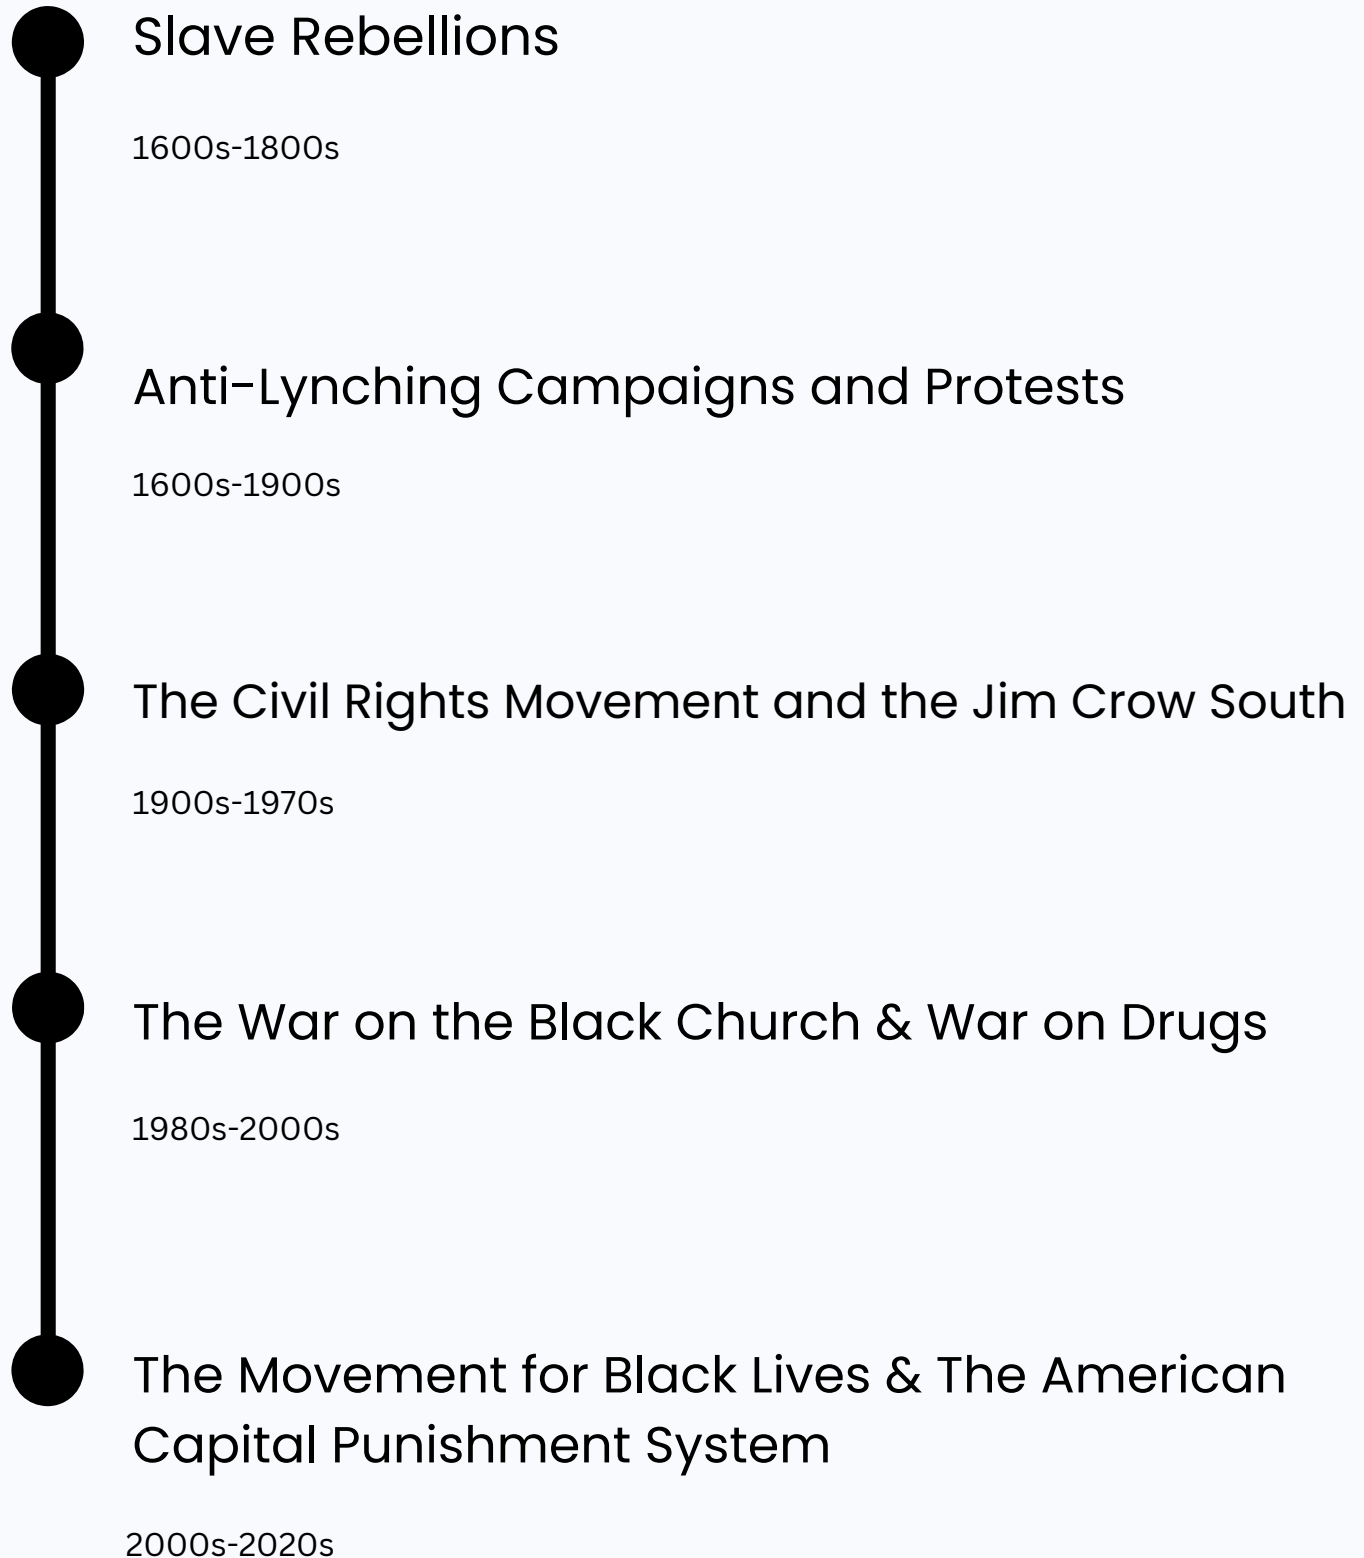 Slave Rebellions
1600s-1800s
Anti-Lynching Campaigns and Protests
1600s-1900s
The Civil Rights Movement and the Jim Crow South
1900s-1970s
The War on the Black Church & War on Drugs
1980s-2000s
The Movement for Black Lives & The American
Capital Punishment System
2000s-2020s